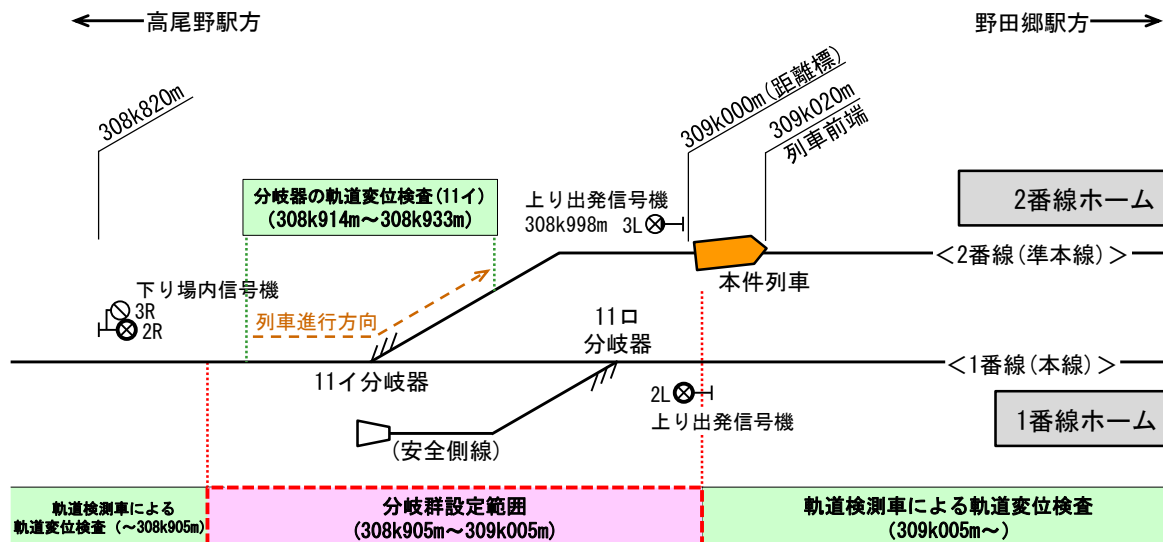 高尾野駅方
野田郷駅方
308k820m
309k000m(距離標)
309k020m
列車前端
分岐器の軌道変位検査(11イ)
(308k914m～308k933m)
上り出発信号機
308k998m 3L
2番線ホーム
＜2番線(準本線)＞
本件列車
下り場内信号機
3R
2R
列車進行方向
11ロ
分岐器
＜1番線(本線)＞
11イ分岐器
2L
上り出発信号機
1番線ホーム
(安全側線)
軌道検測車による
軌道変位検査 (～308k905m)
分岐群設定範囲
(308k905m～309k005m)
軌道検測車による軌道変位検査
(309k005m～)